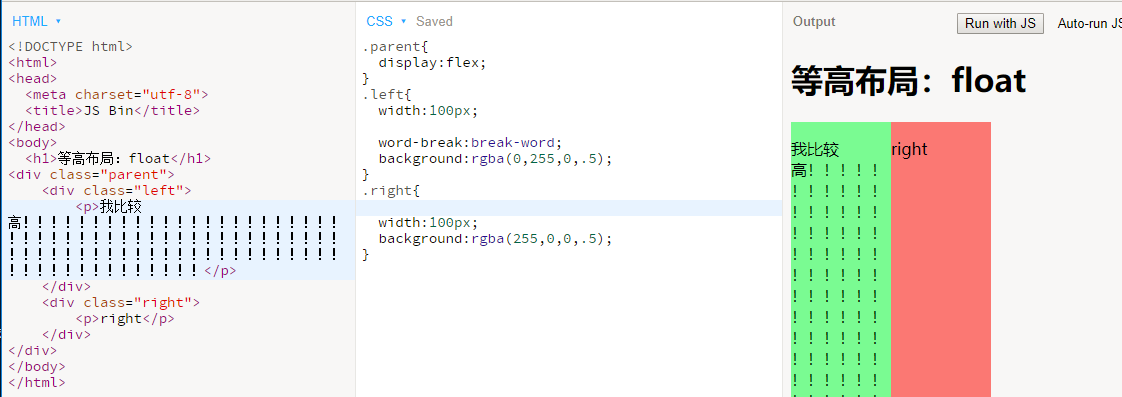 HTML ▾
<!DOCTYPE html>
<html>
<head>
<meta charset="utf-8">
<title>JS Bin</title>
</head>
<body>
<h1>等高布局：float</h1>
<div class="parent">
<div class="left">
<p>我比较
高！！！！！！！！！！！！！！！！！！！！！！！
！！！！！！！！！！！！！！！！！！！！！！！！
！！！！！！！！！！！！！！！！！！！！！！！！
！！！！！！！！！！！！！！</p>
</div>
<div class="right">
<p>right</p>
</div>
</div>
</body>
</html>
CSS ▾ Saved
.parent{
display:flex;
}
.left{
width:100px;
word-break:break-word;
background:rgba(0,255,0,.5);
}
.right{
width:100px;
background:rgba(255,0,0,.5);
}
Output
Run with JS
Auto-run JS
等高布局：float
我比较
高！！！！！
！！！！！！
！！！！！！
！！！！！！
！！！！！！
！！！！！！
！！！！！！
！！！！！！
！！！！！！
！！！！！！
！！！！！！
！！！！！！
right